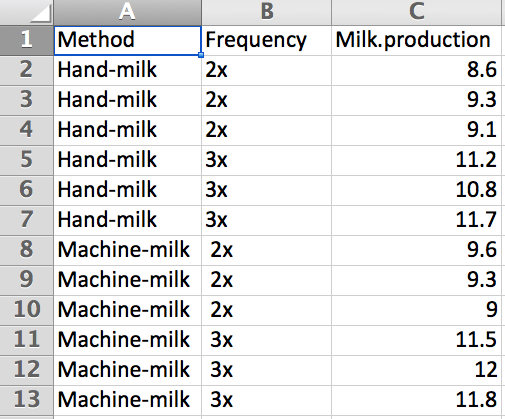 A B C
1 Method Frequency Milk.production
2 Hand-milk 2x 8.6
3 Hand-milk 2x 9.3
4 Hand-milk 2x 9.1
5 Hand-milk 3x 11.2
6 Hand-milk 3x 10.8
7 Hand-milk 3x 11.7
8 Machine-milk 2x 9.6
9 Machine-milk 2x 9.3
10 Machine-milk 2x 9
11 Machine-milk 3x 11.5
12 Machine-milk 3x 12
13 Machine-milk 3x 11.8